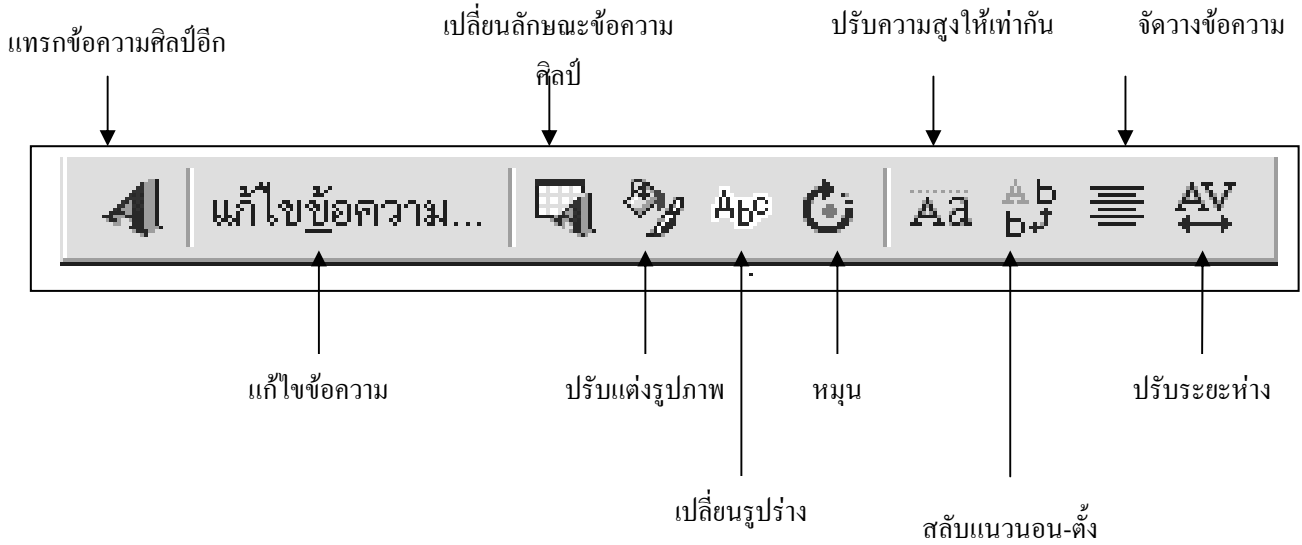 แทรกข้อความศิลป์อีก
เปลี่ยนลักษณะข้อความ
ศิลป์
ปรับความสูงให้เท่ากัน
จัดวางข้อความ
แก้ไขข้อความ...
Abc
Aa
Ab
b
AV
แก้ไขข้อความ
ปรับแต่งรูปภาพ
หมุน
ปรับระยะห่าง
เปลี่ยนรูปร่าง
สลับแนวนอน-ตั้ง